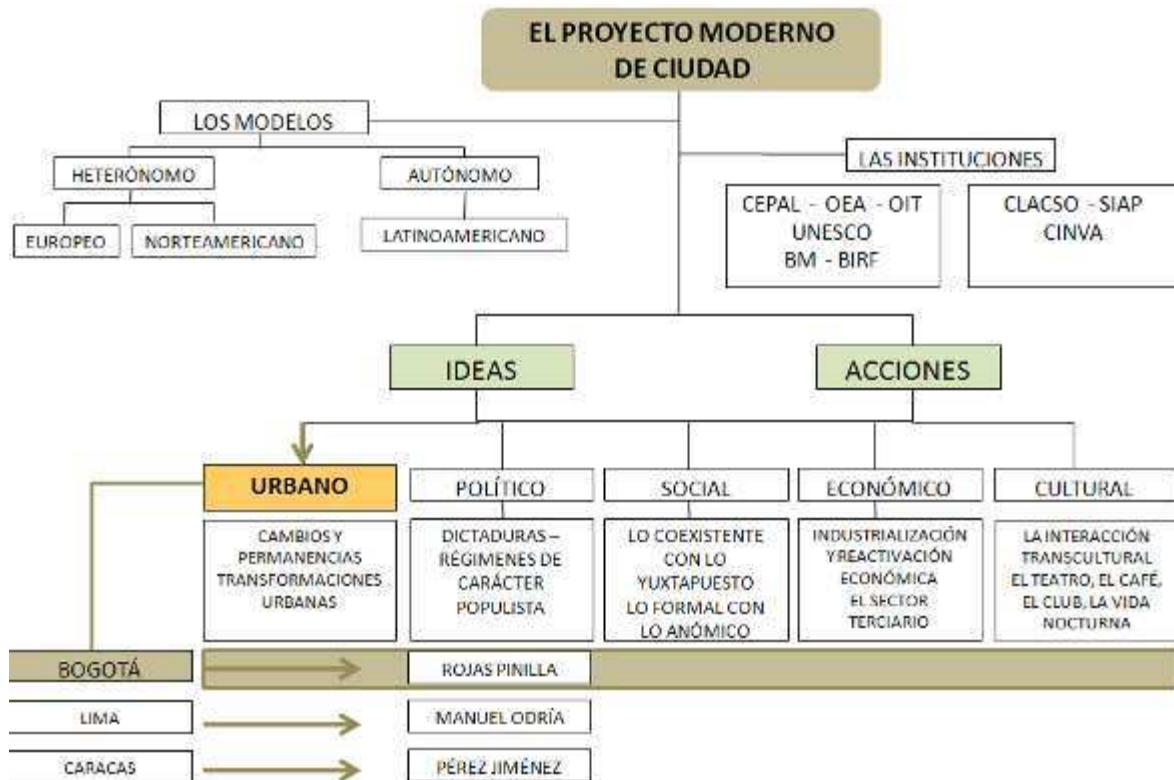 EL PROYECTO MODERNO
DE CIUDAD
LOS MODELOS
HETERÓNOMO
AUTÓNOMO
EUROPEO
NORTEAMERICANO
LATINOAMERICANO
LAS INSTITUCIONES
CEPAL - OEA - OIT
UNESCO
BM - BIRF
CLACSO - SIAP
CINVA
IDEAS
ACCIONES
URBANO
POLÍTICO
SOCIAL
ECONÓMICO
CULTURAL
CAMBIOS Y
PERMANENCIAS
TRANSFORMACIONES
URBANAS
DICTADURAS –
RÉGIMENES DE
CARÁCTER
POPULISTA
LO COEXISTENTE
CON LO
YUXTAPUESTO
LO FORMAL CON
LO ANÓMICO
INDUSTRIALIZACIÓN
Y REACTIVACIÓN
ECONÓMICA
EL SECTOR
TERCIARIO
LA INTERACCIÓN
TRANSCULTURAL
EL TEATRO, EL CAFÉ,
EL CLUB, LA VIDA
NOCTURNA
BOGOTÁ
ROJAS PINILLA
LIMA
MANUEL ODRÍA
CARACAS
PÉREZ JIMÉNEZ